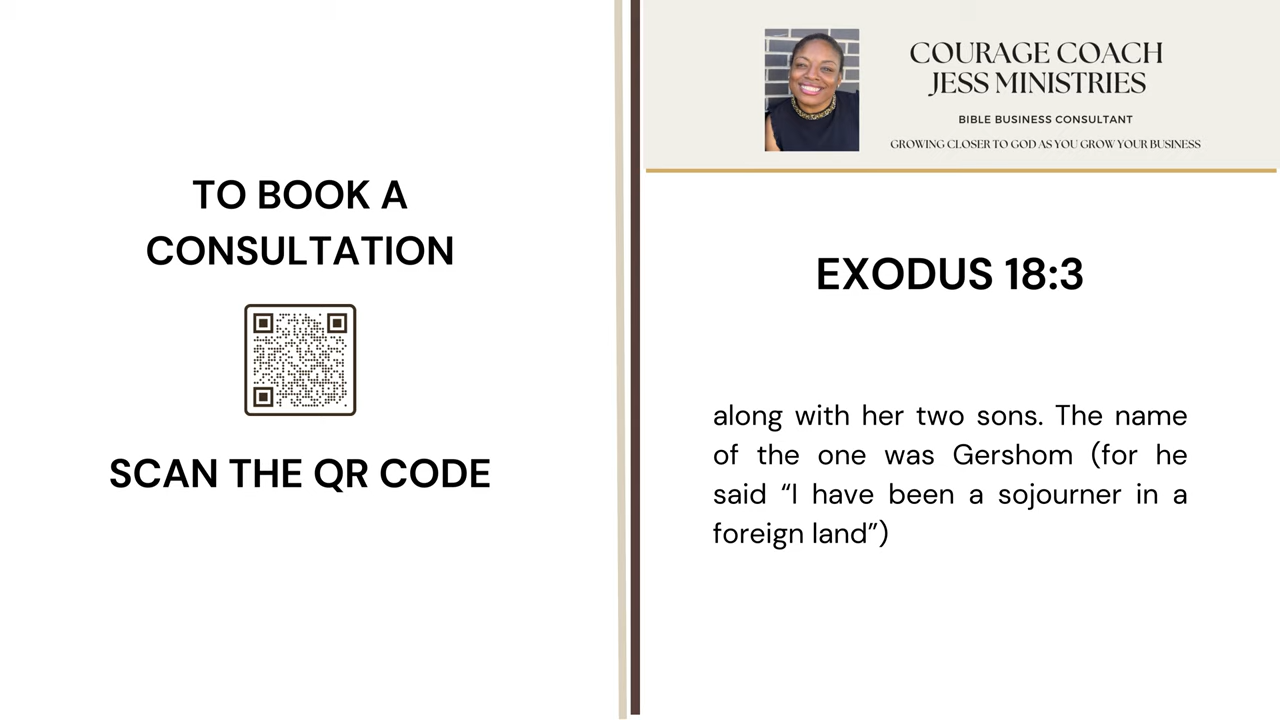 TO BOOK A
CONSULTATION
SCAN THE QR CODE
COURAGE COACH
JESS MINISTRIES
BIBLE BUSINESS CONSULTANT
GROWING CLOSER TO GOD AS YOU GROW YOUR BUSINESS
EXODUS 18:3
along with her two sons. The name
of the one was Gershom (for he
said “I have been a sojourner in a
foreign land”)